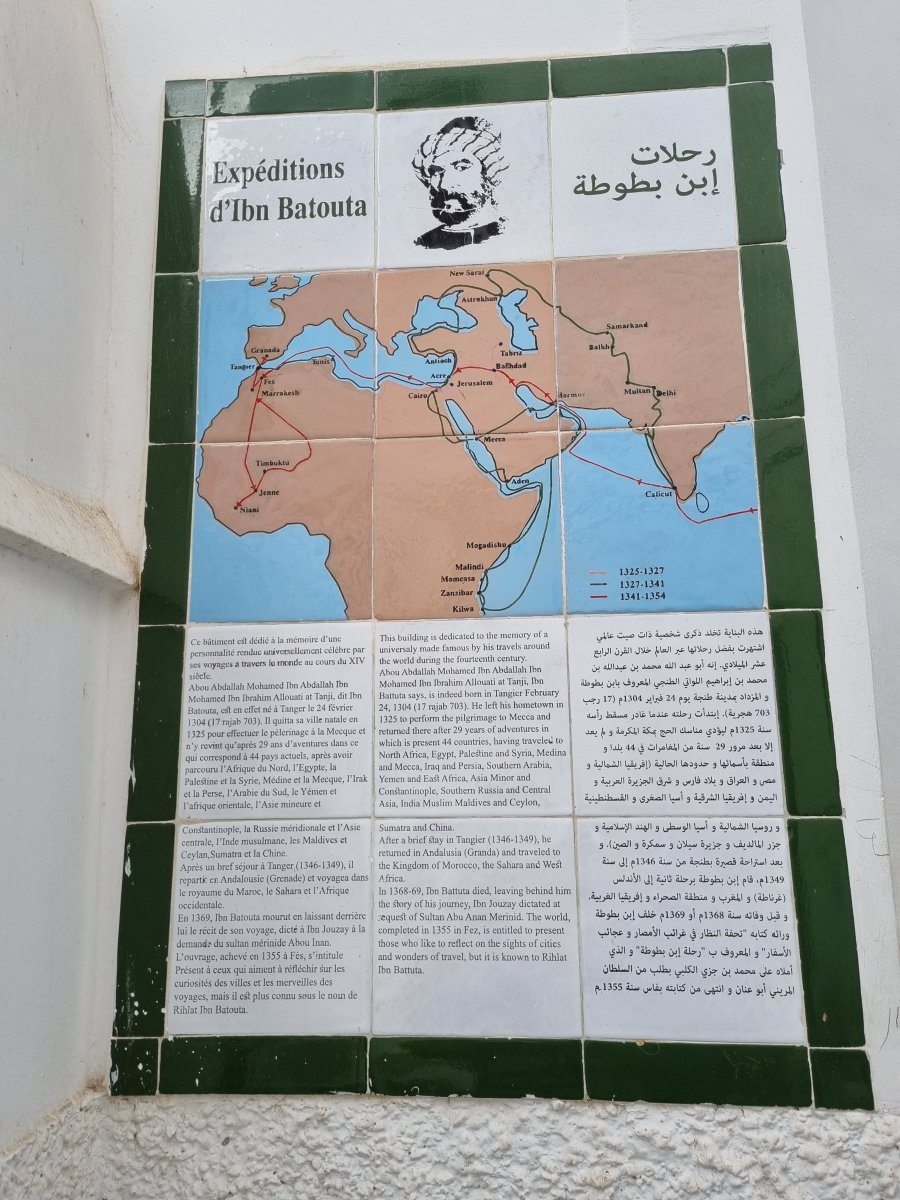 Expéditions
d'Ibn Batouta
رحلات
إبن بطوطة
New Sarai
Astrakhan
Samarkand
Balkh
Granada
Tangier
Tunis
Fes
Marrakesh
Antioch
Acre
Jerusalem
Cairo
Tabriz
Baghdad
Hormuz
Multan
Delhi
Mecca
Timbuktu
Jenne
Niani
Aden
Calicut
Mogadishu
Malindi
Momcasa
Zanzibar
Kilwa
1325-1327
1327-1341
1341-1354
Ce bâtiment est dédié à la mémoire d'une
personnalité rendue universellement célèbre par
ses voyages a travers le monde au cours du XIV
siècle.
Abou Abdallah Mohamed Ibn Abdallah Ibn
Mohamed Ibn Ibrahim Allouati at Tanji, dit Ibn
Batouta, est en effet né à Tanger le 24 février
1304 (17 rajab 703). Il quitta sa ville natale en
1325 pour effectuer le pèlerinage à la Mecque et
n'y revint qu'après 29 ans d'aventures dans ce
qui correspond à 44 pays actuels, après avoir
parcouru l'Afrique du Nord, l'Egypte, la
Palestine et la Syrie, Médine et la Mecque, l'Irak
et la Perse, l'Arabie du Sud, le Yémen et
l'afrique orientale, l'Asie mineure et
Constantinople, la Russie méridionale et l'Asie
centrale, l'Inde musulmane, les Maldives et
Ceylan,Sumatra et la Chine.
Après un bref séjour à Tanger (1346-1349), il
repartit en Andalousie (Grenade) et voyagea dans
le royaume du Maroc, le Sahara et l'Afrique
occidentale.
En 1369, Ibn Batouta mourut en laissant derrière
lui le récit de son voyage, dicté à Ibn Jouzay à la
demande du sultan mérinide Abou Inan.
L'ouvrage, achevé en 1355 à Fès, s'intitule
Présent à ceux qui aiment à réfléchir sur les
curiosités des villes et les merveilles des
voyages, mais il est plus connu sous le noun de
Rihlat Ibn Batouta.
This building is dedicated to the memory of a
universaly made famous by his travels around
the world during the fourteenth century.
Abou Abdallah Mohamed Ibn Abdallah Ibn
Mohamed Ibn Ibrahim Allouati at Tanji, Ibn
Battuta says, is indeed born in Tangier February
24, 1304 (17 rajab 703). He left his hometown in
1325 to perform the pilgrimage to Mecca and
returned there after 29 years of adventures in
which is present 44 countries, having traveled to
North Africa, Egypt, Palestine and Syria, Medina
and Mecca, Iraq and Persia, Southern Arabia,
Yemen and East Africa, Asia Minor and
Constantinople, Southern Russia and Central
Asia, India Muslim Maldives and Ceylon,
Sumatra and China.
After a brief stay in Tangier (1346-1349), he
returned in Andalusia (Granda) and traveled to
the Kingdom of Morocco, the Sahara and West
Africa.
In 1368-69, Ibn Battuta died, leaving behind him
the story of his journey, Ibn Jouzay dictated at
request of Sultan Abu Anan Merinid. The world,
completed in 1355 in Fez, is entitled to present
those who like to reflect on the sights of cities
and wonders of travel, but it is known to Rihlat
Ibn Battuta.
هذه البناية تخلد ذكرى شخصية ذات صيت عالمي
اشتهرت بفضل رحلاتها عبر العالم خلال القرن الرابع
عشر الميلادي. إنه أبو عبد الله محمد بن عبدالله بن
محمد بن إبراهيم اللواتي الطنجي المعروف بابن بطوطة
و المزداد بمدينة طنجة يوم 24 فبراير 1304م (17 رجب
703 هجرية). إبتدأت رحلته عندما غادر مسقط رأسه
سنة 1325م ليؤدي مناسك الحج بمكة المكرمة و لم يعد
إلا بعد مرور 29 سنة من المغامرات في 44 بلدا و
منطقة بأسمائها و حدودها الحالية (إفريقيا الشمالية و
مصر و العراق و بلاد فارس و شرق الجزيرة العربية و
اليمن و إفريقيا الشرقية و أسيا الصغرى و القسطنطينية
و روسيا الشمالية و أسيا الوسطى و الهند الإسلامية و
جزر المالديف و جزيرة سيلان و سمكرة و الصين). و
بعد استراحة قصيرة بطنجة من سنة 1346م إلى سنة
1349م، قام إبن بطوطة برحلة ثانية إلى الأندلس
(غرناطة) و المغرب و منطقة الصحراء و إفريقيا الغربية.
و قبل وفاته سنة 1368م أو 1369م خلف إبن بطوطة
ورائه كتابه "تحفة النظار في غرائب الأمصار و عجائب
الأسفار" و المعروف ب "رحلة إبن بطوطة" و الذي
أملاه على محمد بن جزي الكلبي بطلب من السلطان
المريني أبو عنان و انتهى من كتابته بفاس سنة 1355.م